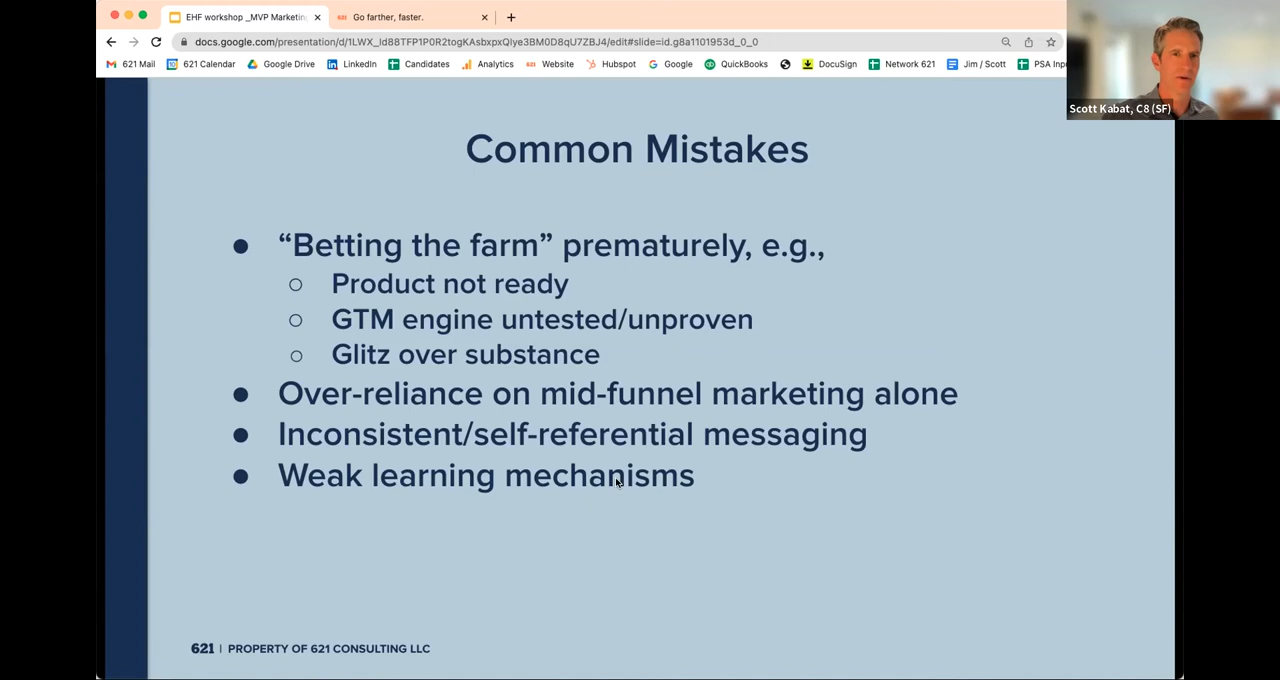 EHF workshop _MVP Marketin
Go farther, faster.
docs.google.com/presentation/d/1LWX_Id88TFP1P0R2togKAsbxpxQIye3BM0D8qU7ZBJ4/edit#slide=id.g8a1101953d_0_0
621 Mail 621 Calendar Google Drive LinkedIn Candidates Analytics 621 Website Hubspot Google QuickBooks DocuSign Network 621 Jim / Scott PSA Inp
Scott Kabat, C8 (SF)
Common Mistakes
● “Betting the farm” prematurely, e.g.,
○ Product not ready
○ GTM engine untested/unproven
○ Glitz over substance
● Over-reliance on mid-funnel marketing alone
● Inconsistent/self-referential messaging
● Weak learning mechanisms
621 | PROPERTY OF 621 CONSULTING LLC